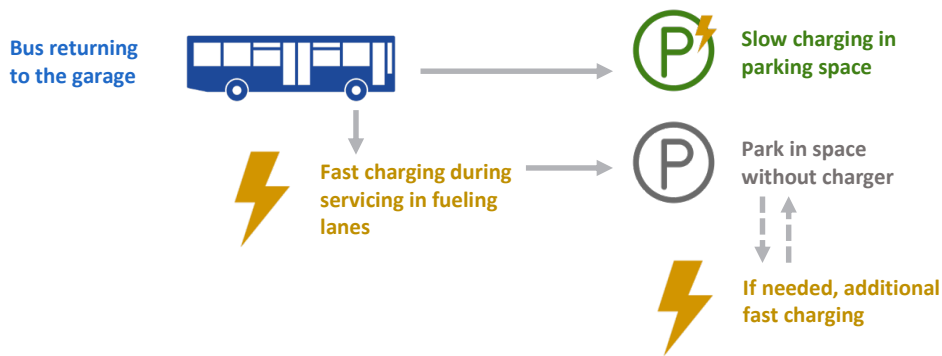 Bus returning
to the garage
P
Slow charging in
parking space
Fast charging during
servicing in fueling
lanes
P
Park in space
without charger
If needed, additional
fast charging